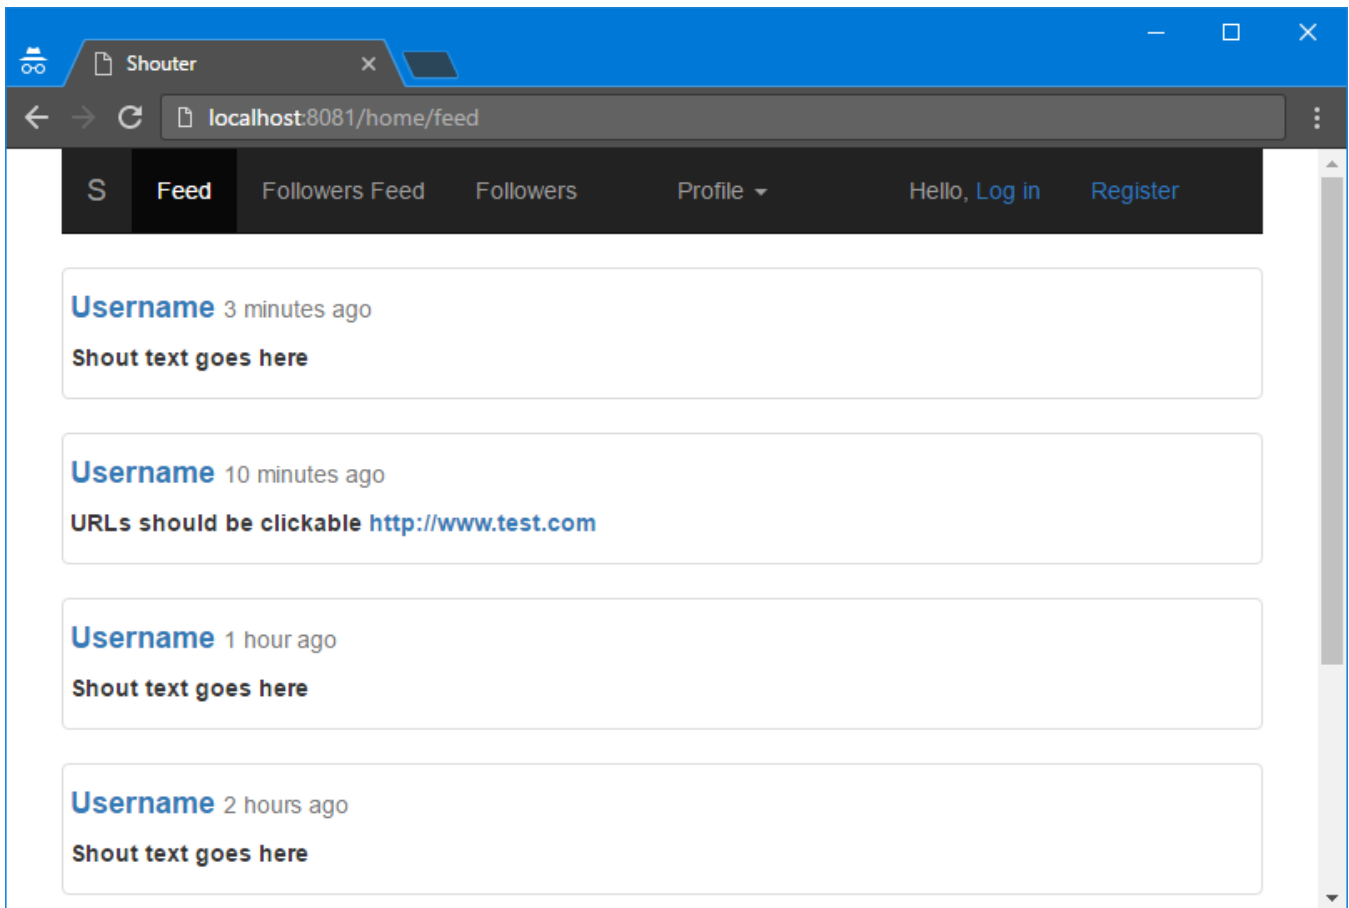 Shouter
localhost:8081/home/feed
S Feed Followers Feed Followers Profile Hello, Log in Register
Username 3 minutes ago
Shout text goes here
Username 10 minutes ago
URLs should be clickable http://www.test.com
Username 1 hour ago
Shout text goes here
Username 2 hours ago
Shout text goes here